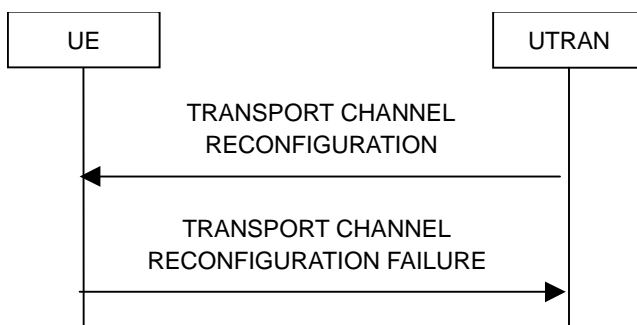 UE
UTRAN
TRANSPORT CHANNEL
RECONFIGURATION
TRANSPORT CHANNEL
RECONFIGURATION FAILURE